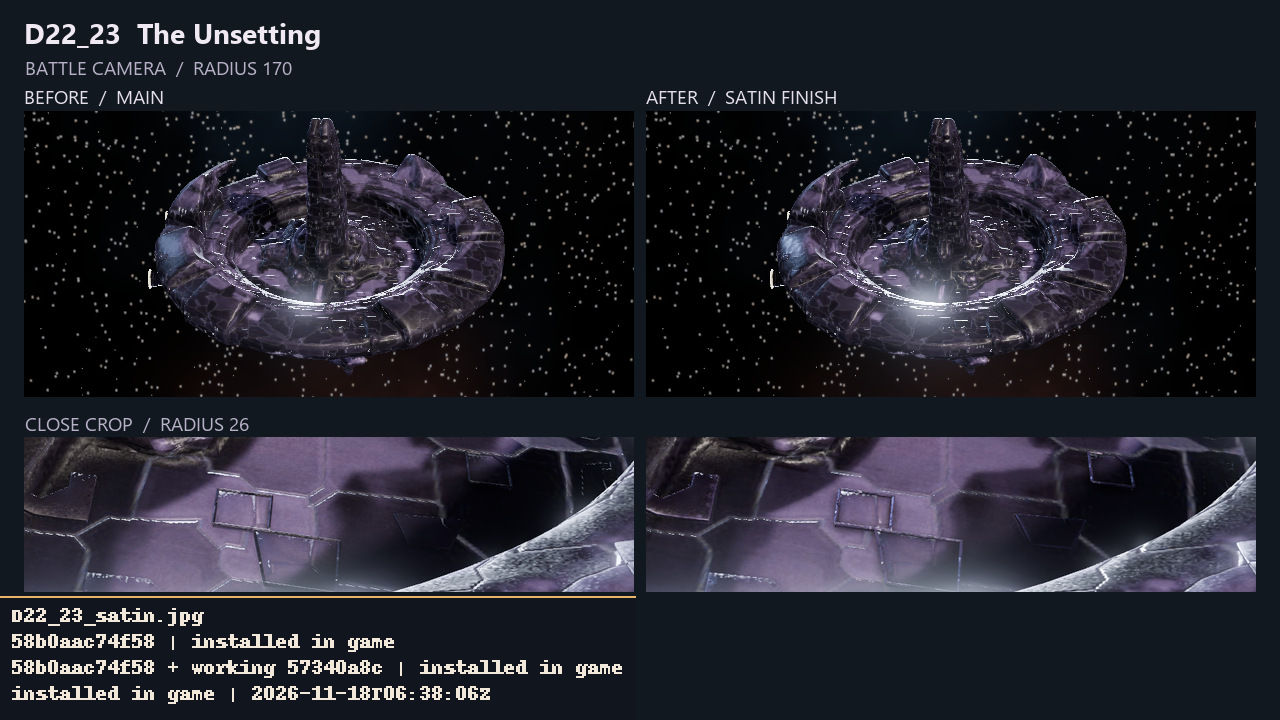 D22_23 The Unsetting
BATTLE CAMERA / RADIUS 170
BEFORE / MAIN
AFTER / SATIN FINISH
CLOSE CROP / RADIUS 26
D22_23_satin.jpg
58b0aac74f58 | installed in game
58b0aac74f58 + working 57340a8c | installed in game
installed in game | 2026-11-18T06:38:06Z